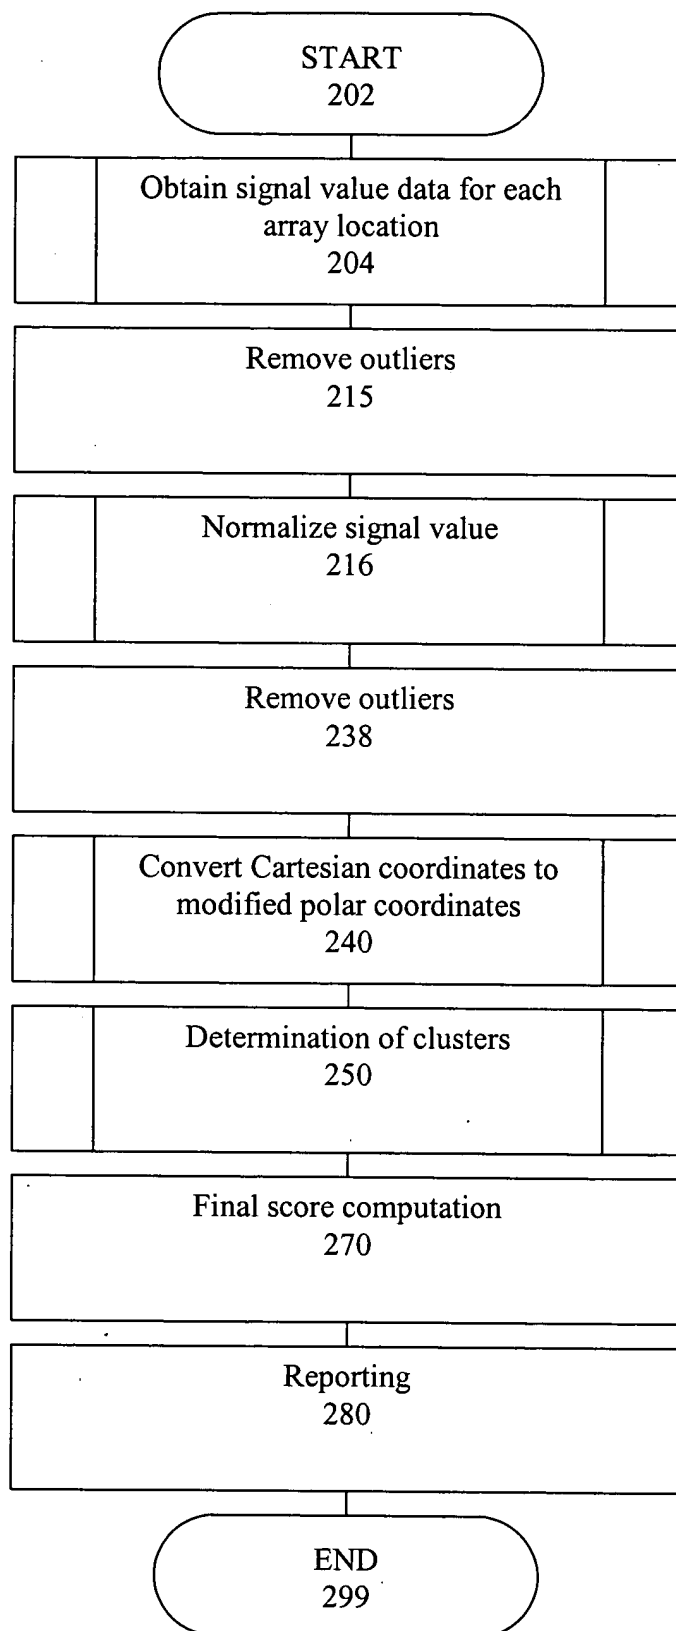 START
202
Obtain signal value data for each
array location
204
Remove outliers
215
Normalize signal value
216
Remove outliers
238
Convert Cartesian coordinates to
modified polar coordinates
240
Determination of clusters
250
Final score computation
270
Reporting
280
END
299